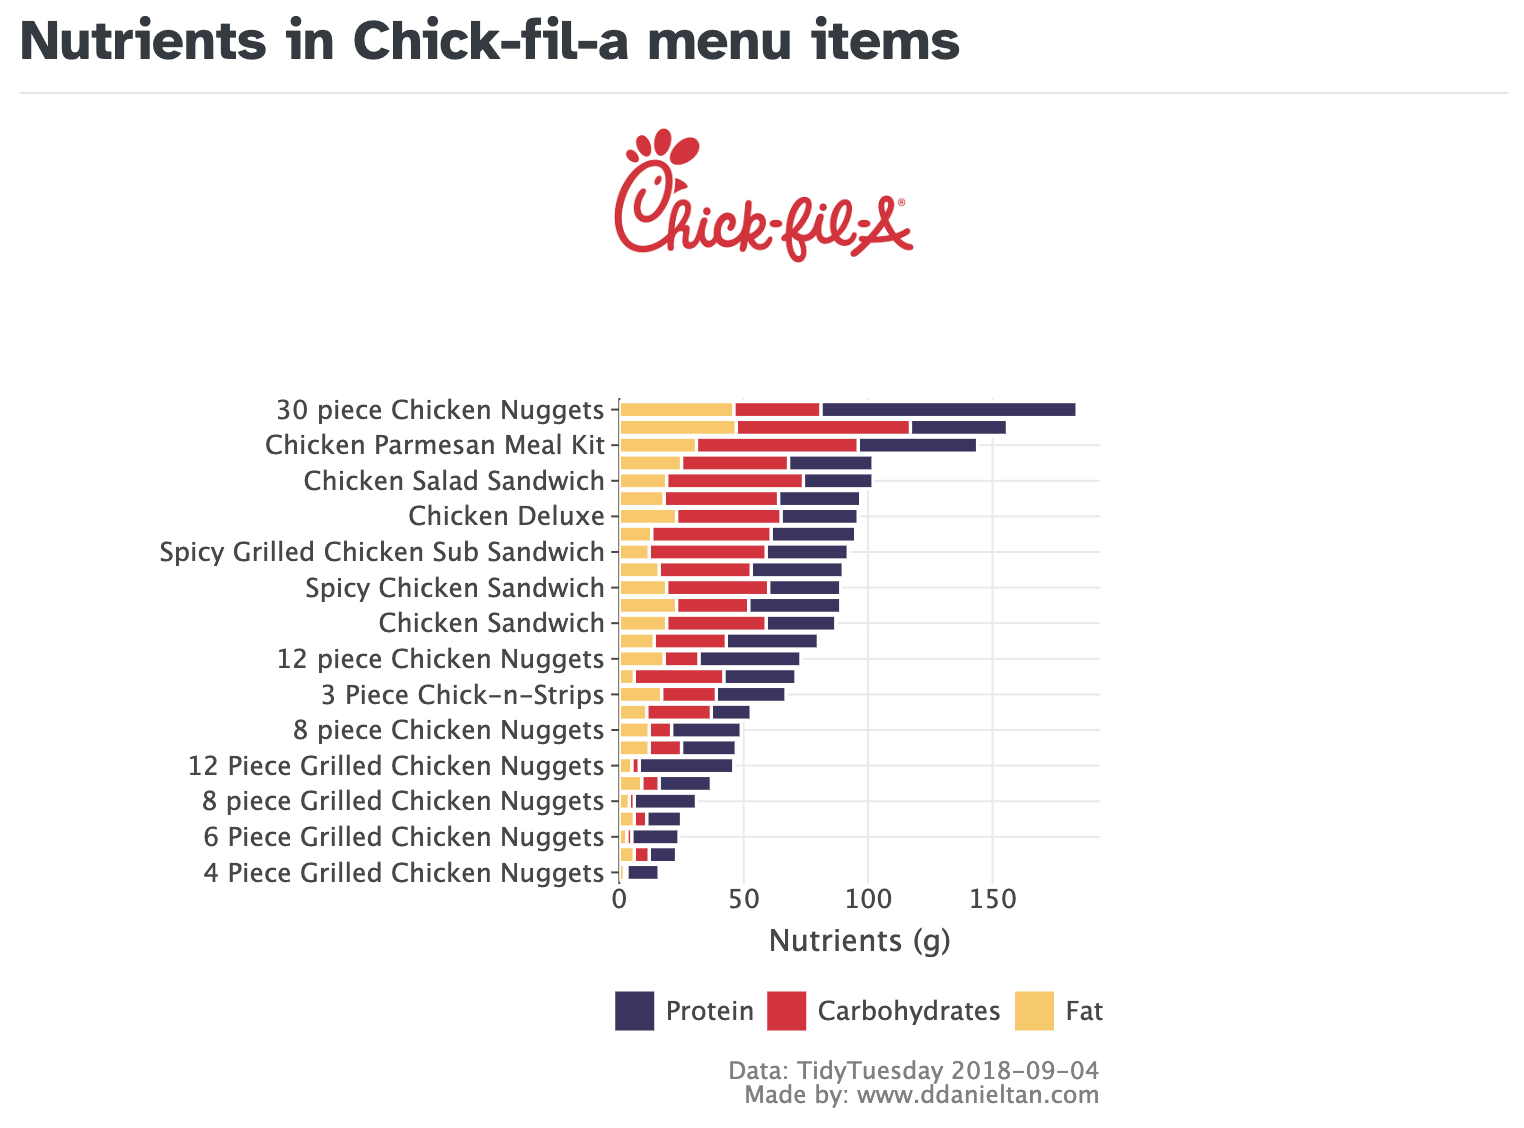 Nutrients in Chick-fil-a menu items
Chick-fil-A®
30 piece Chicken Nuggets
Chicken Parmesan Meal Kit
Chicken Salad Sandwich
Chicken Deluxe
Spicy Grilled Chicken Sub Sandwich
Spicy Chicken Sandwich
Chicken Sandwich
12 piece Chicken Nuggets
3 Piece Chick-n-Strips
8 piece Chicken Nuggets
12 Piece Grilled Chicken Nuggets
8 piece Grilled Chicken Nuggets
6 Piece Grilled Chicken Nuggets
4 Piece Grilled Chicken Nuggets
0 50 100 150
Nutrients (g)
Protein Carbohydrates Fat
Data: TidyTuesday 2018-09-04
Made by: www.ddanieltan.com